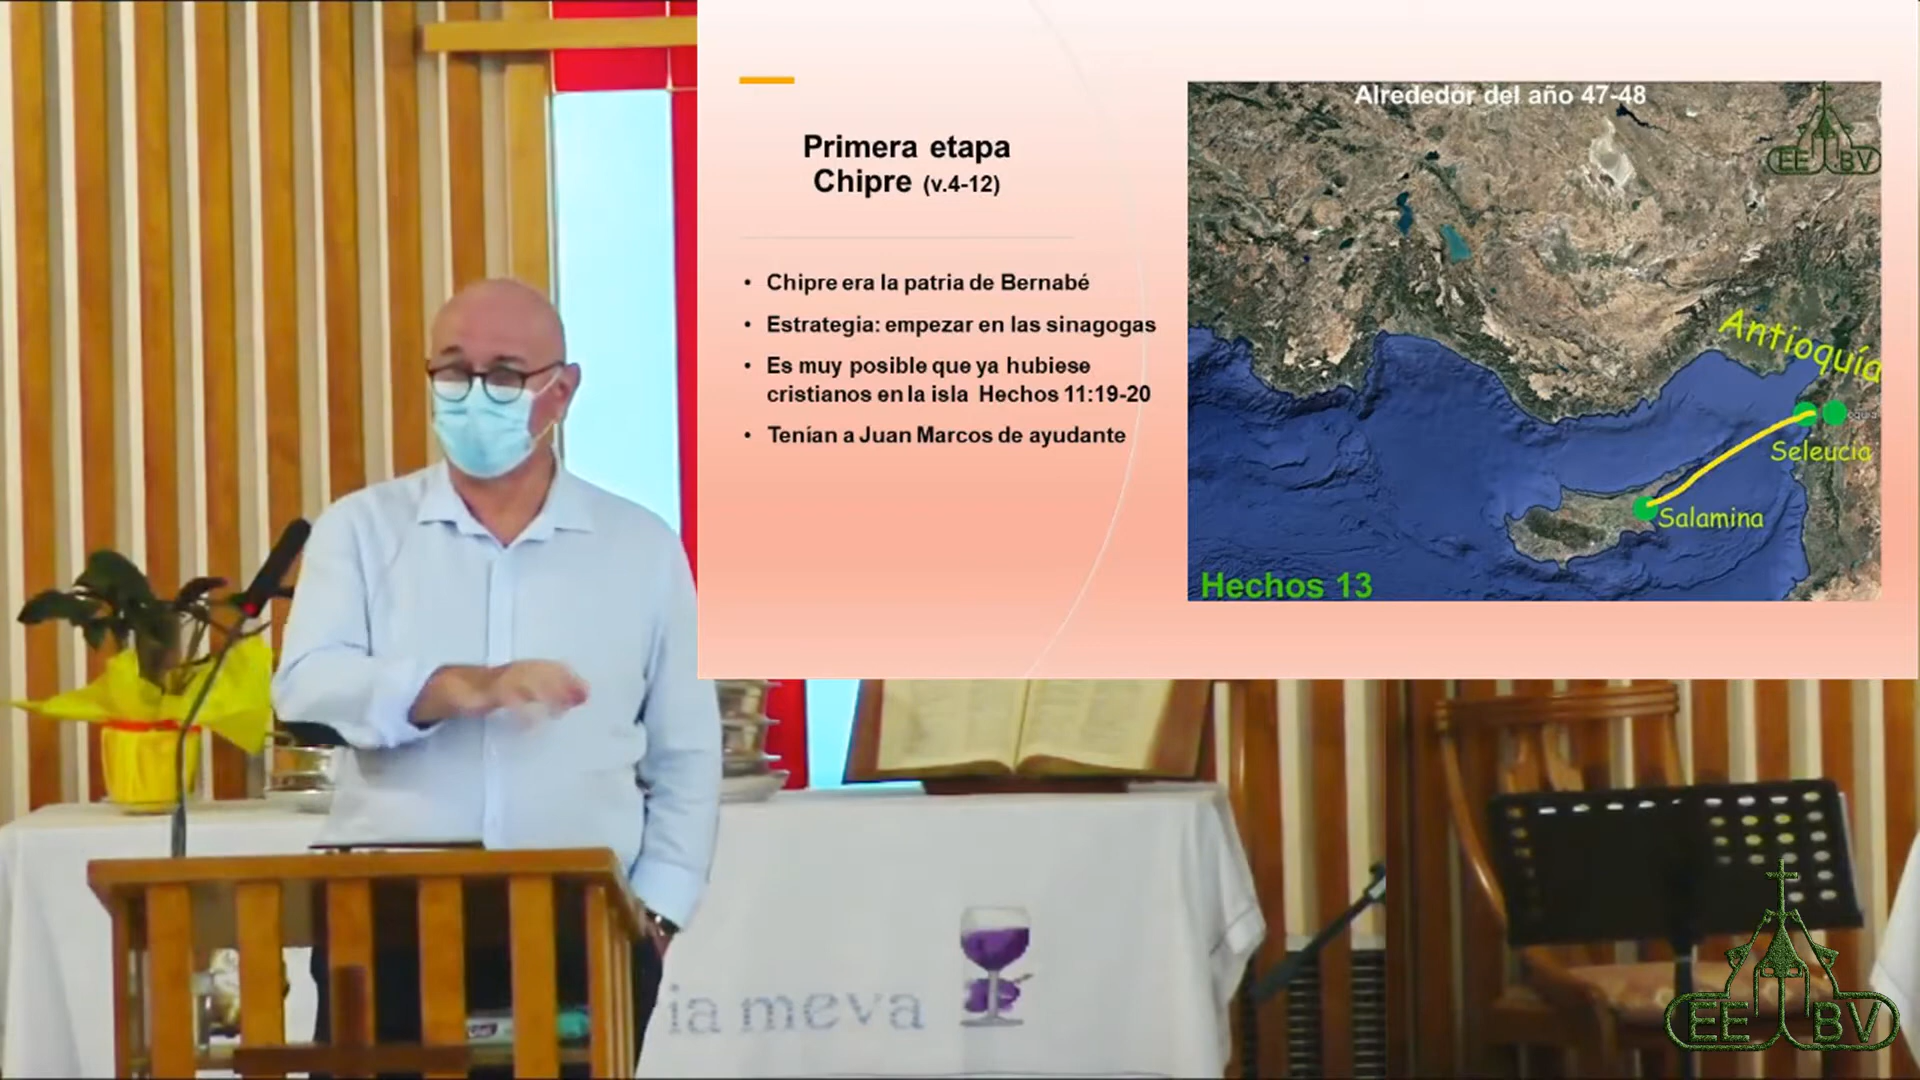 Primera etapa
Chipre (v.4-12)
• Chipre era la patria de Bernabé
• Estrategia: empezar en las sinagogas
• Es muy posible que ya hubiese
cristianos en la isla Hechos 11:19-20
• Tenían a Juan Marcos de ayudante
Alrededor del año 47-48
EE BV
Antioquía
Seleucia
Salamina
Hechos 13
ia meva
EE BV